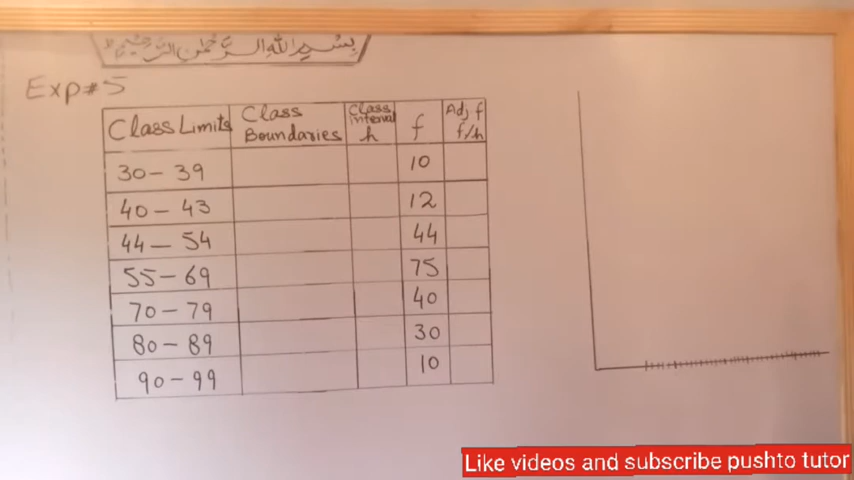 بِسْمِ اللهِ الرَّحْمٰنِ الرَّحِيْمِ
Exp#5
Class Limits Class Boundaries Class interval h f Adj f f/h
30 – 39 10
40 – 43 12
44 – 54 44
55 – 69 75
70 – 79 40
80 – 89 30
90 – 99 10
Like videos and subscribe pushto tutor